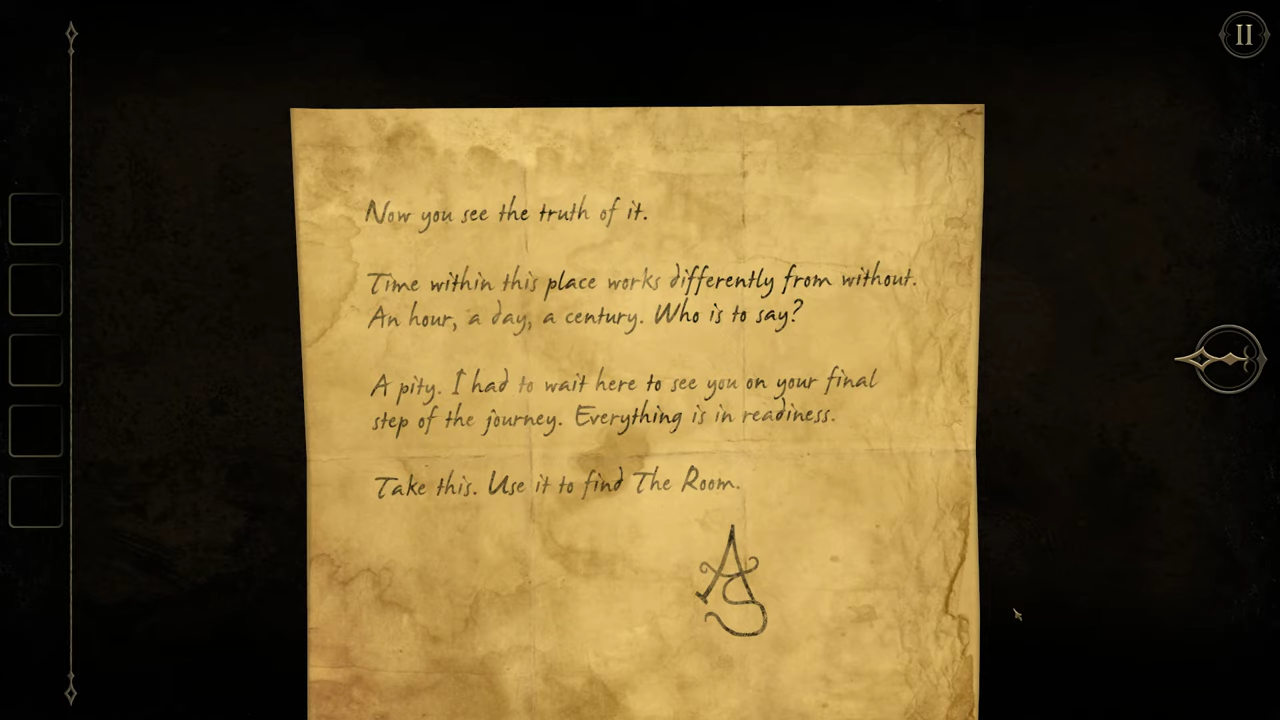 II
Now you see the truth of it.
Time within this place works differently from without.
An hour, a day, a century. Who is to say?
A pity. I had to wait here to see you on your final
step of the journey. Everything is in readiness.
Take this. Use it to find The Room.
AS